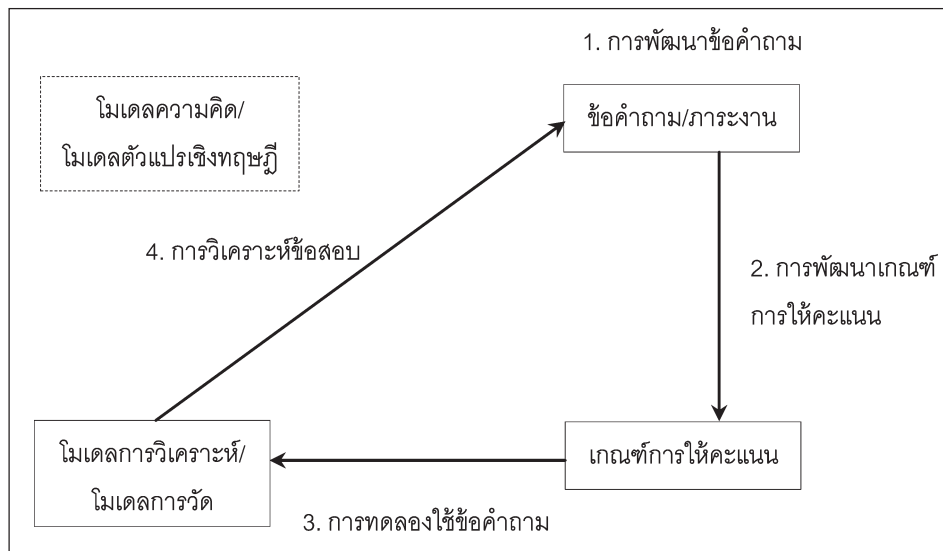 1. การพัฒนาข้อคำถาม
โมเดลความคิด/
โมเดลตัวแปรเชิงทฤษฎี
ข้อคำถาม/ภาระงาน
4. การวิเคราะห์ข้อสอบ
2. การพัฒนาเกณฑ์
การให้คะแนน
โมเดลการวิเคราะห์/
โมเดลการวัด
เกณฑ์การให้คะแนน
3. การทดลองใช้ข้อคำถาม